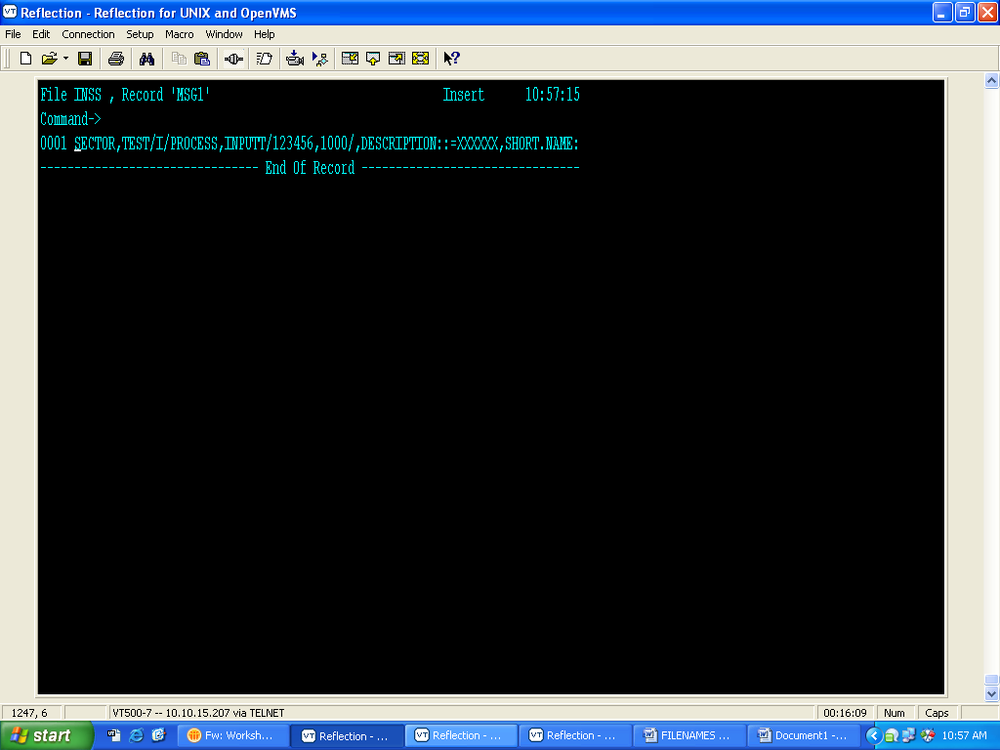 Reflection - Reflection for UNIX and OpenVMS
File Edit Connection Setup Macro Window Help
File INSS , Record 'MSG1' Insert 10:57:15
Command->
0001 SECTOR,TEST/I/PROCESS,INPUTT/123456,1000/,DESCRIPTION::=XXXXXX,SHORT.NAME:
-------------------------------- End Of Record --------------------------------
1247, 6 VT500-7 -- 10.10.15.207 via TELNET 00:16:09 Num Caps
start Fw: Worksh... Reflection - ... Reflection - ... Reflection - ... FILENAMES ... Document1 -... 10:57 AM